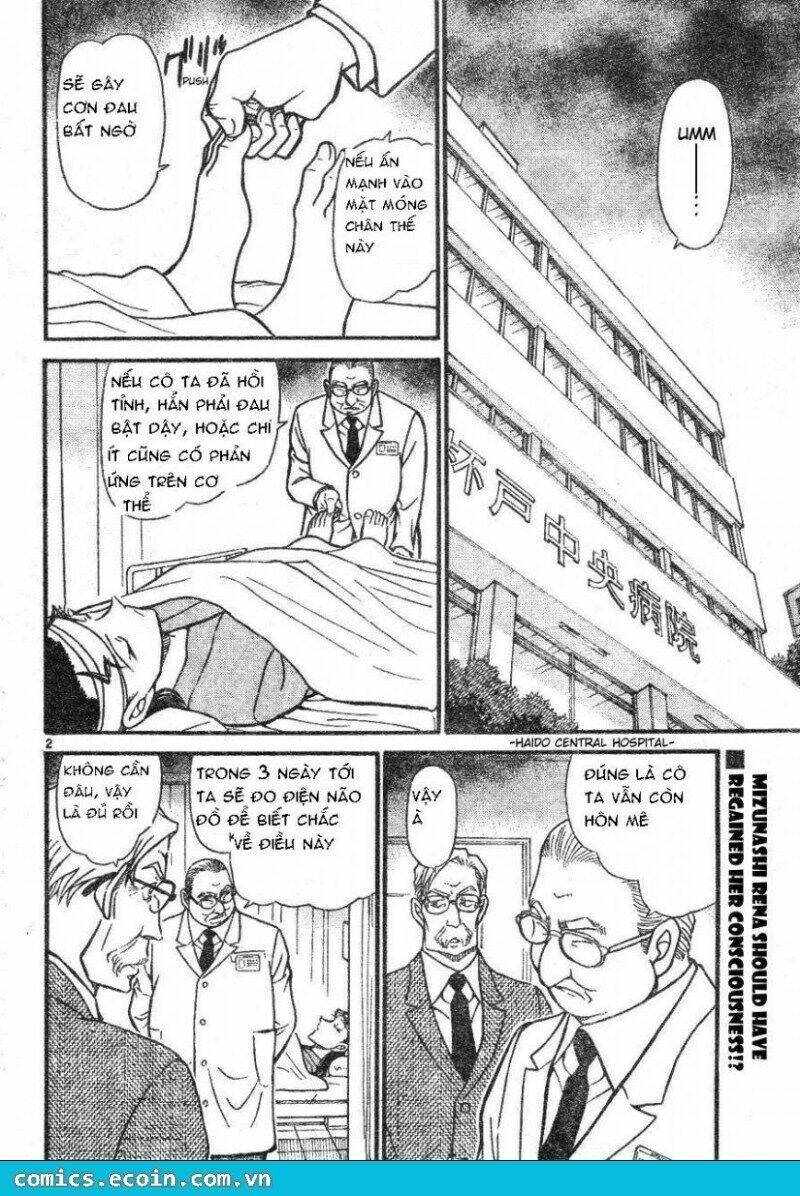 UMM
杯戸中央病院
-HAIDO CENTRAL HOSPITAL-
NẾU ẤN
MẠNH VÀO
MẶT MÓNG
CHÂN THẾ
NÀY
PUSH
SẼ GÂY
CƠN ĐAU
BẤT NGỜ
NẾU CÔ TA ĐÃ HỒI
TỈNH, HẲN PHẢI ĐAU
BẬT DẬY, HOẶC CHÍ
ÍT CŨNG CÓ PHẢN
ỨNG TRÊN CƠ
THỂ
2
MIZUNASHI RENA SHOULD HAVE
REGAINED HER CONSCIOUSNESS!?
ĐÚNG LÀ CÔ
TA VẪN CÒN
HÔN MÊ
VẬY
À
TRONG 3 NGÀY TỚI
TA SẼ ĐO ĐIỆN NÃO
ĐỒ ĐỂ BIẾT CHẮC
VỀ ĐIỀU NÀY
KHÔNG CẦN
ĐÂU, VẬY
LÀ ĐỦ RỒI
comics.ecoin.com.vn